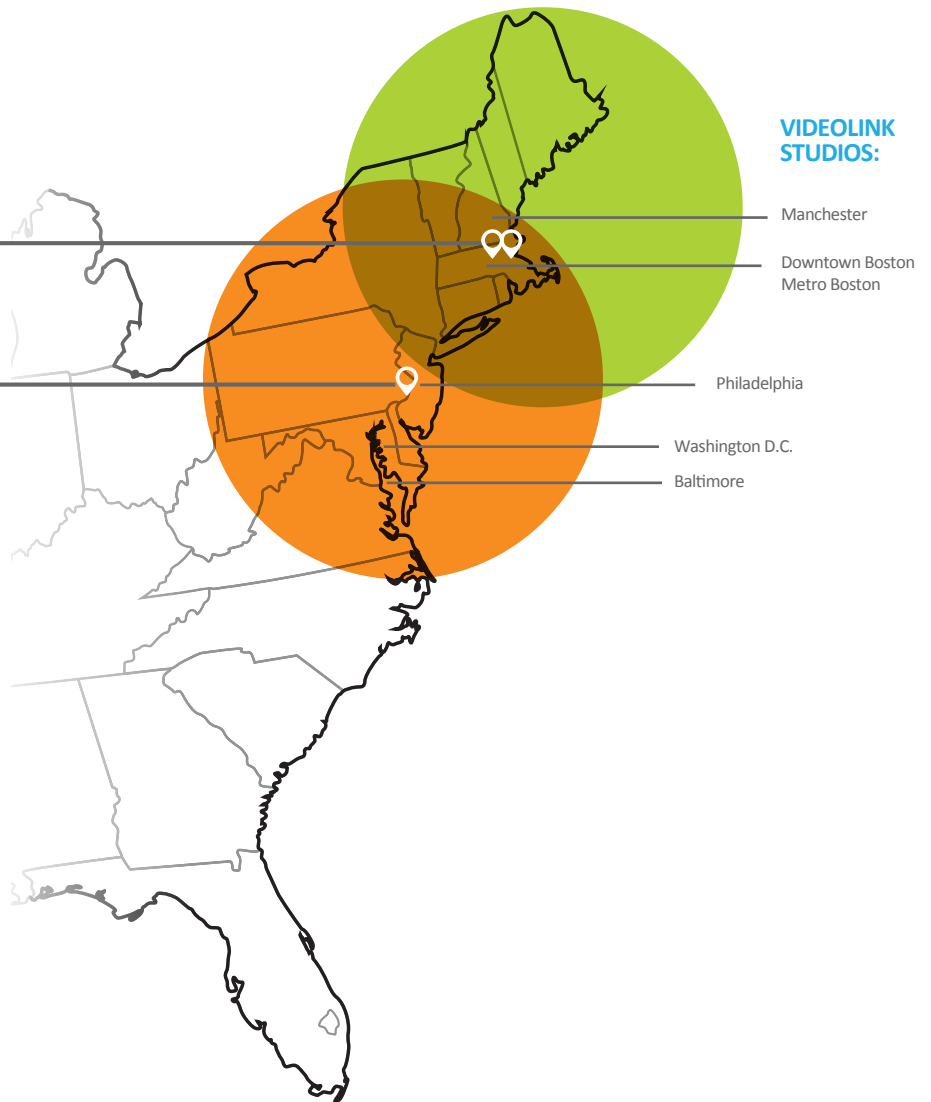 VIDEOLINK
STUDIOS:
Manchester
Downtown Boston
Metro Boston
Philadelphia
Washington D.C.
Baltimore